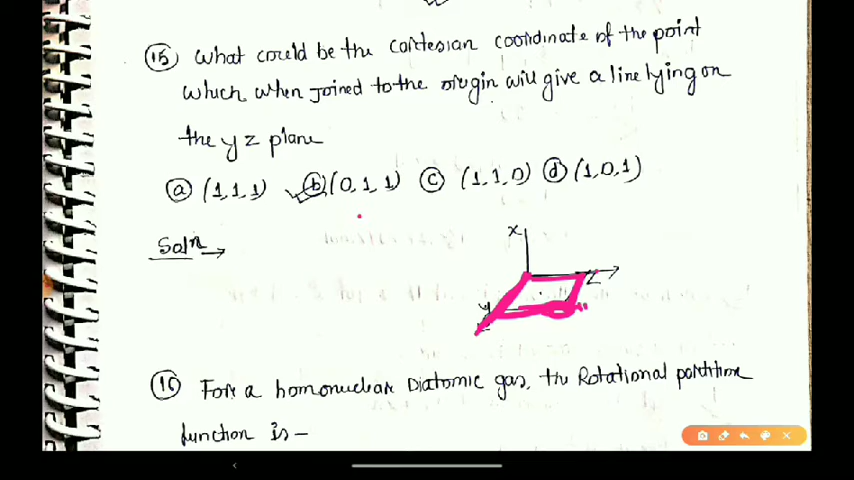 15 What could be the cartesian coordinate of the point
which when joined to the origin will give a line lying on
the y z plane
a (1,1,1) b (0,1,1) c (1,1,0) d (1,0,1)
Soln →
X
Z
Y
16 For a homonuclear Diatomic gas, the Rotational partition
function is -